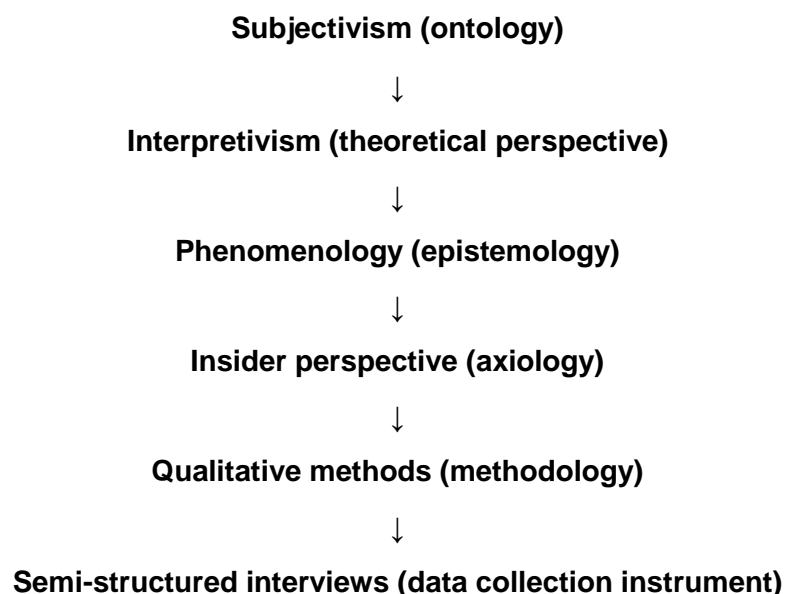 Subjectivism (ontology)
↓
Interpretivism (theoretical perspective)
↓
Phenomenology (epistemology)
↓
Insider perspective (axiology)
↓
Qualitative methods (methodology)
↓
Semi-structured interviews (data collection instrument)